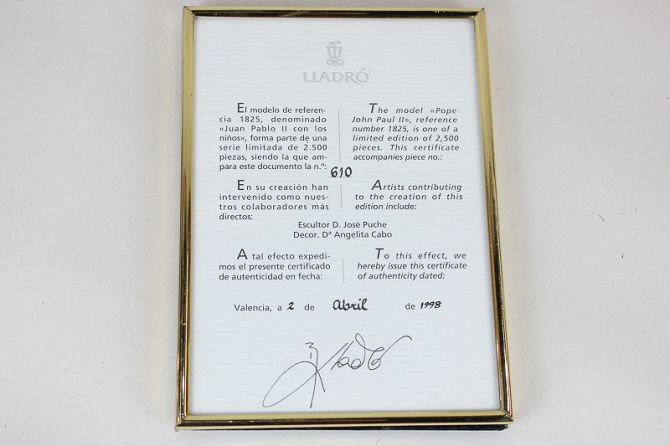 LLADRÓ
El modelo de referen-
cia 1825, denominado
«Juan Pablo II con los
niños», forma parte de una
serie limitada de 2.500
piezas, siendo la que am-
para este documento la n.º:
The model «Pope
John Paul II», reference
number 1825, is one of a
limited edition of 2,500
pieces. This certificate
accompanies piece no.:
610
En su creación han
intervenido como nues-
tros colaboradores más
directos:
Artists contributing
to the creation of this
edition include:
Escultor D. José Puche
Decor. Dª Angelita Cabo
A tal efecto expedi-
mos el presente certificado
de autenticidad en fecha:
To this effect, we
hereby issue this certificate
of authenticity dated:
Valencia, a 2 de Abril de 1998